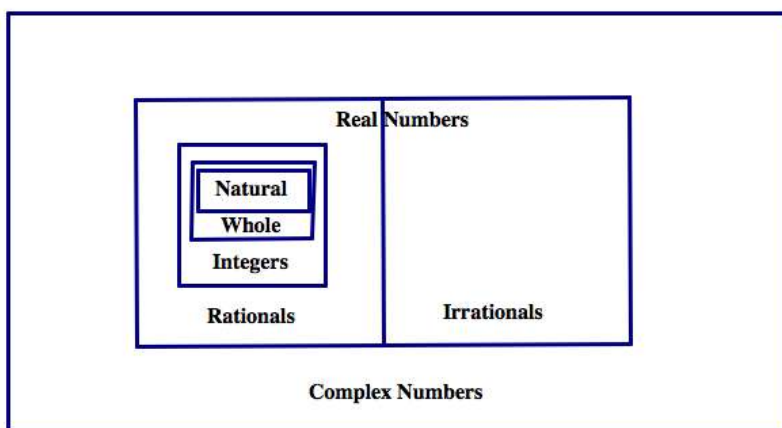 Real Numbers
Natural
Whole
Integers
Rationals
Irrationals
Complex Numbers